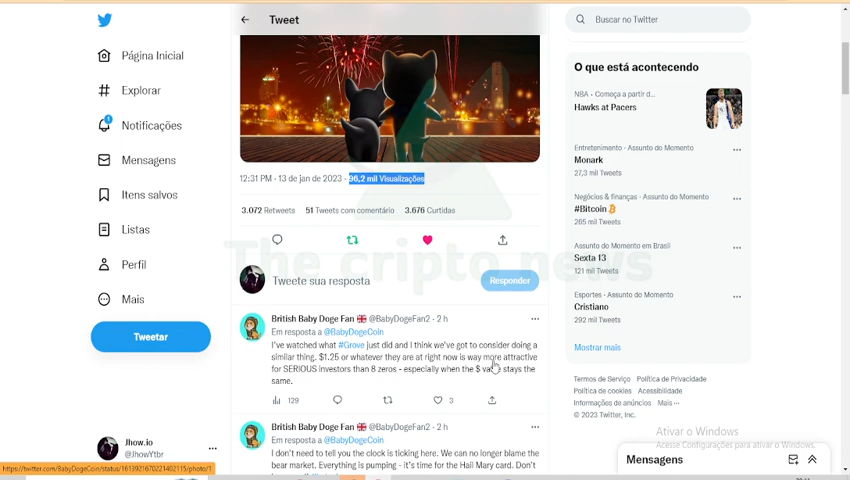 Tweet
Buscar no Twitter
Página Inicial
Explorar
1
Notificações
Mensagens
Itens salvos
Listas
Perfil
Mais
Tweetar
Jhow.io
@JhowYtbr
12:31 PM · 13 de jan de 2023 · 96,2 mil Visualizações
3.072 Retweets 51 Tweets com comentário 3.676 Curtidas
The cripto news
Tweete sua resposta
Responder
British Baby Doge Fan 🇬🇧 @BabyDogeFan2 · 2 h
Em resposta a @BabyDogeCoin
I've watched what #Grove just did and I think we've got to consider doing a
similar thing. $1.25 or whatever they are at right now is way more attractive
for SERIOUS investors than 8 zeros - especially when the $ stays the
same.
129
3
British Baby Doge Fan 🇬🇧 @BabyDogeFan2 · 2 h
Em resposta a @BabyDogeCoin
I don't need to tell you the clock is ticking here. We can no longer blame the
bear market. Everything is pumping - it's time for the Hail Mary card. Don't
O que está acontecendo
NBA · Começa a partir d...
Hawks at Pacers
Entretenimento · Assunto do Momento
Monark
27,3 mil Tweets
Negócios & finanças · Assunto do Momento
#Bitcoin
265 mil Tweets
Assunto do Momento em Brasil
Sexta 13
121 mil Tweets
Esportes · Assunto do Momento
Cristiano
292 mil Tweets
Mostrar mais
Termos de Serviço Política de Privacidade
Política de cookies Acessibilidade
Informações de anúncios Mais ···
© 2023 Twitter, Inc.
Ativar o Windows
Acesse Configurações para ativar o Windows.
Mensagens
https://twitter.com/BabyDogeCoin/status/1613921670221402115/photo/1